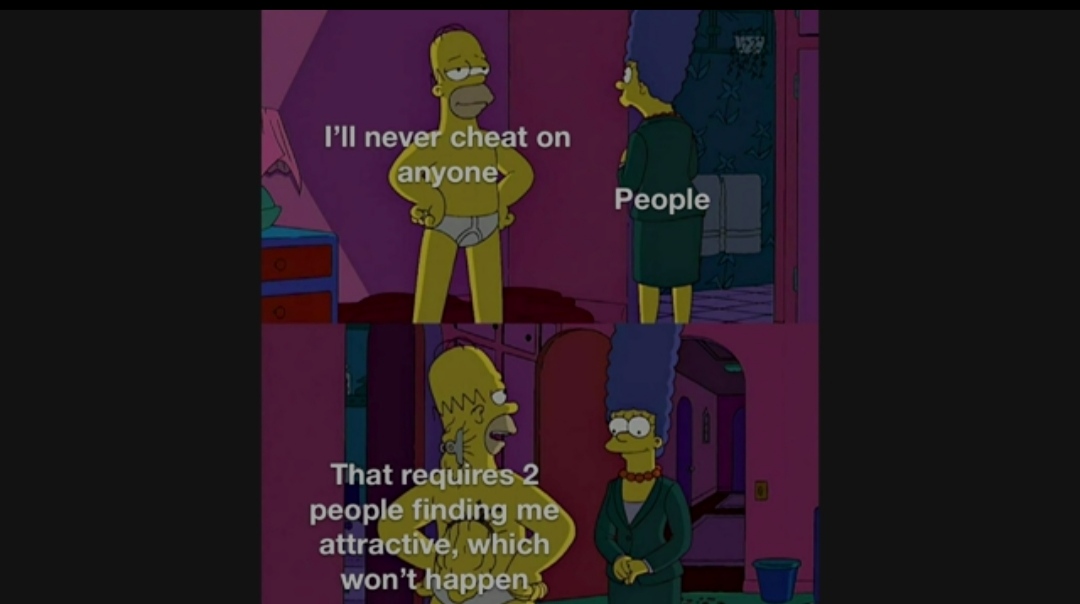 I'll never cheat on
anyone
People
That requires 2
people finding me
attractive, which
won't happen